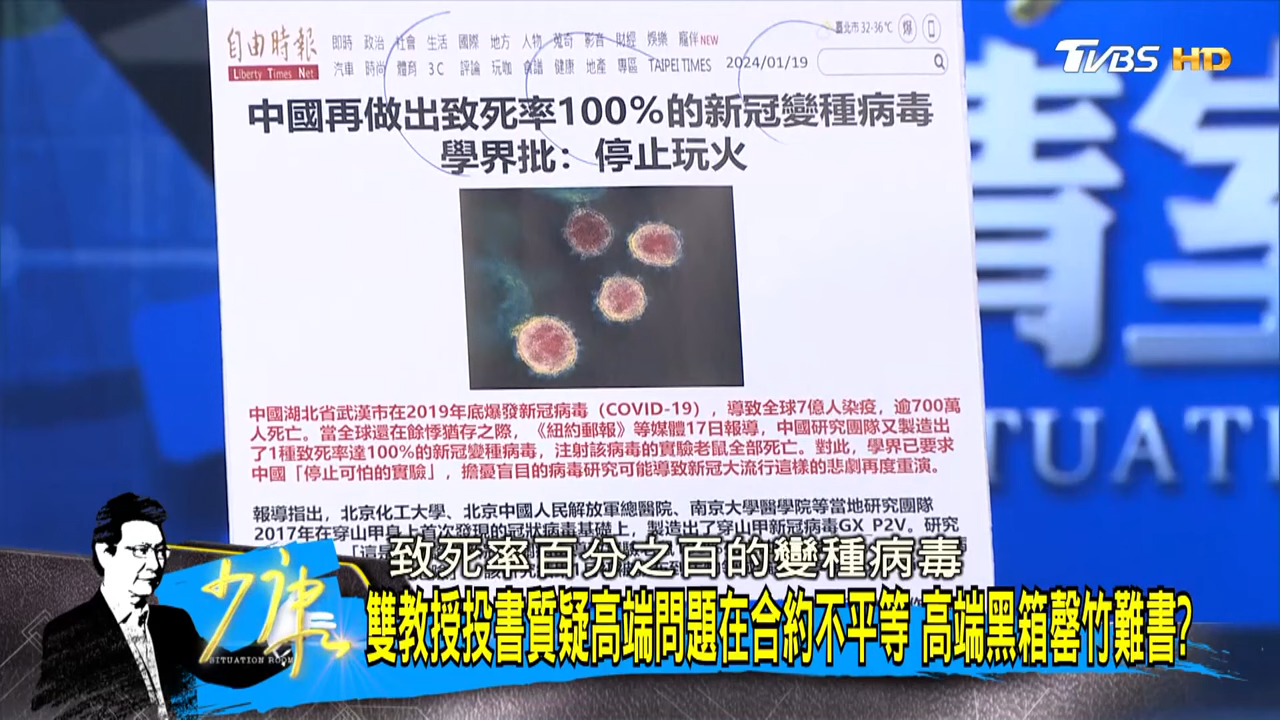 自由時報
Liberty Times Net
即時 政治 社會 生活 國際 地方 人物 蒐奇 影音 財經 娛樂 寵伴 NEW
汽車 時尚 體育 3C 評論 玩咖 食譜 健康 地產 專區 TAIPEI TIMES
臺北市 32-36℃ 爆
2024/01/19
TVBS HD
中國再做出致死率100%的新冠變種病毒
學界批：停止玩火
中國湖北省武漢市在2019年底爆發新冠病毒（COVID-19），導致全球7億人染疫，逾700萬
人死亡。當全球還在餘悸猶存之際，《紐約郵報》等媒體17日報導，中國研究團隊又製造出
了1種致死率達100%的新冠變種病毒，注射該病毒的實驗老鼠全部死亡。對此，學界已要求
中國「停止可怕的實驗」，擔憂盲目的病毒研究可能導致新冠大流行這樣的悲劇再度重演。
報導指出，北京化工大學、北京中國人民解放軍總醫院、南京大學醫學院等當地研究團隊
2017年在穿山甲身上首次發現的冠狀病毒基礎上，製造出了穿山甲新冠病毒GX P2V。研究
情室
TUAT
致死率百分之百的變種病毒
少康
SITUATION ROOM
雙教授投書質疑高端問題在合約不平等 高端黑箱罄竹難書?